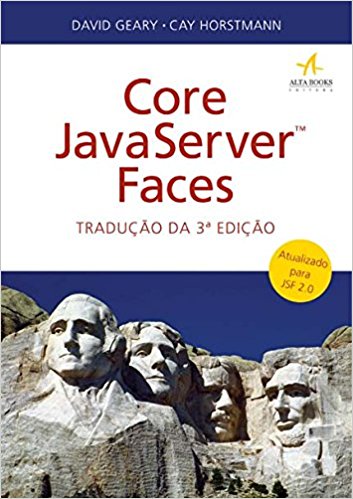 DAVID GEARY • CAY HORSTMANN
ALTA BOOKS
EDITORA
Core
JavaServer™
Faces
TRADUÇÃO DA 3ª EDIÇÃO
Atualizado
para
JSF 2.0